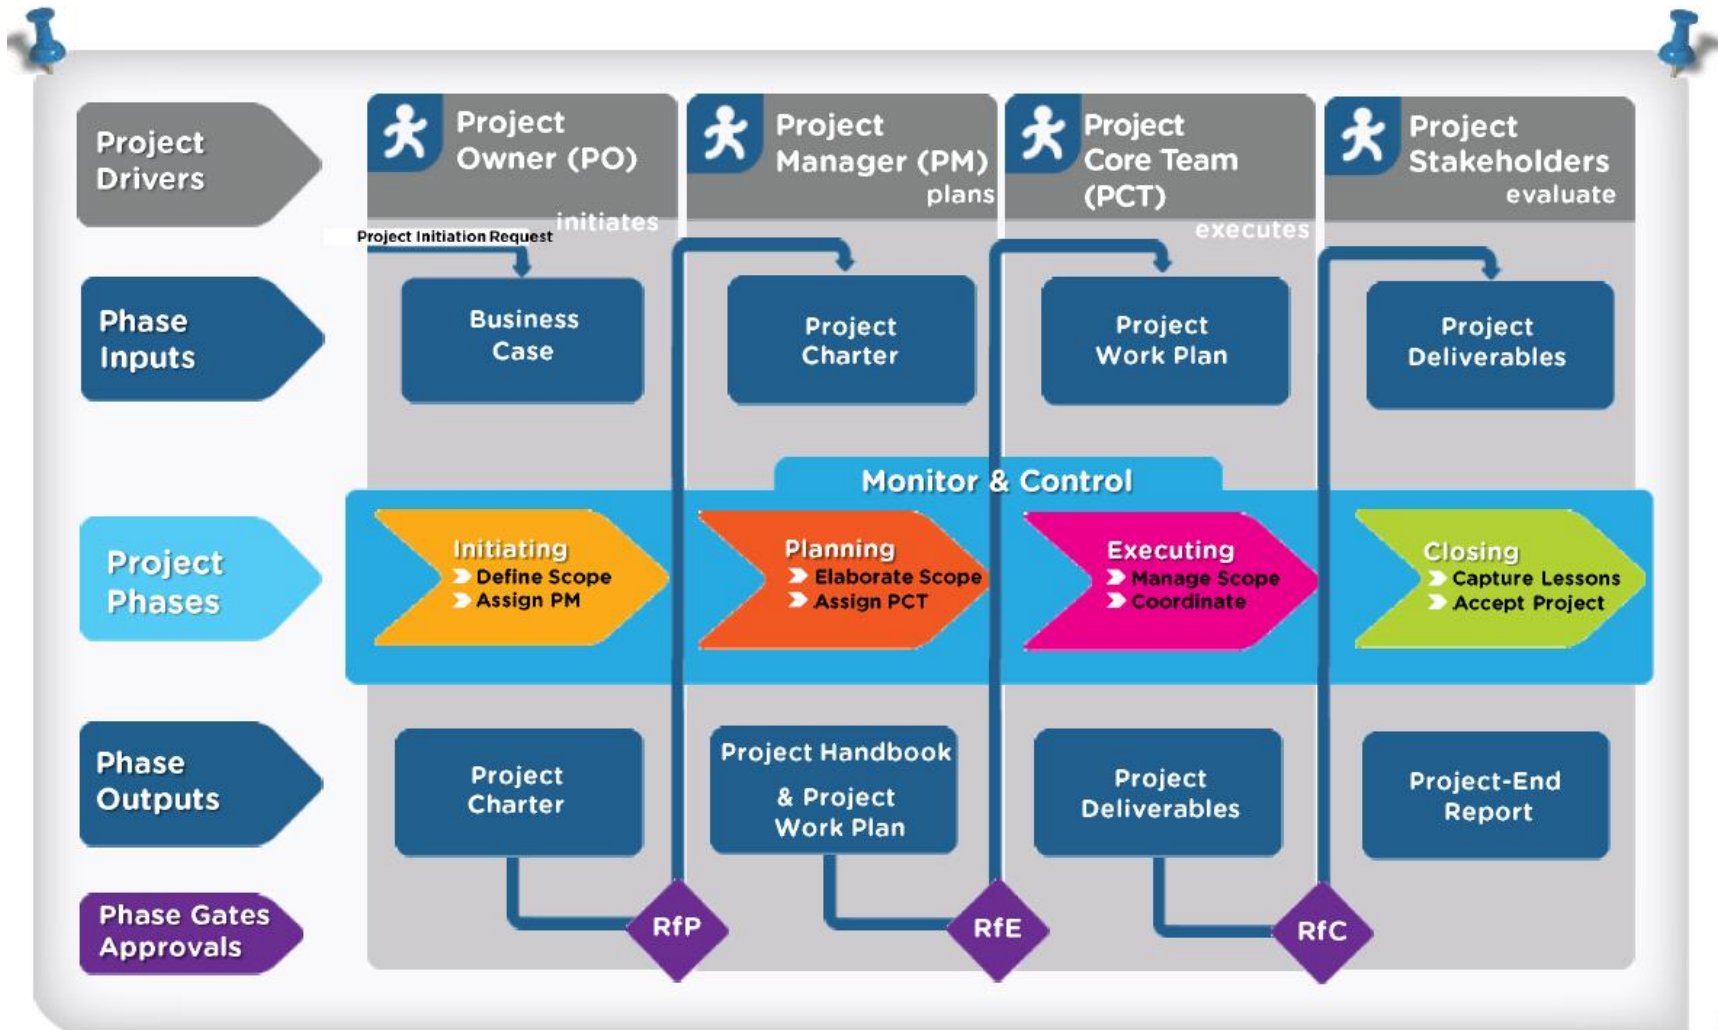 Project
Drivers
Project
Owner (PO)
initiates
Project
Manager (PM)
plans
Project
Core Team
(PCT)
executes
Project
Stakeholders
evaluate
Project Initiation Request
Phase
Inputs
Business
Case
Project
Charter
Project
Work Plan
Project
Deliverables
Monitor & Control
Project
Phases
Initiating
Define Scope
Assign PM
Planning
Elaborate Scope
Assign PCT
Executing
Manage Scope
Coordinate
Closing
Capture Lessons
Accept Project
Phase
Outputs
Project
Charter
Project Handbook
& Project
Work Plan
Project
Deliverables
Project-End
Report
Phase Gates
Approvals
RfP
RfE
RfC